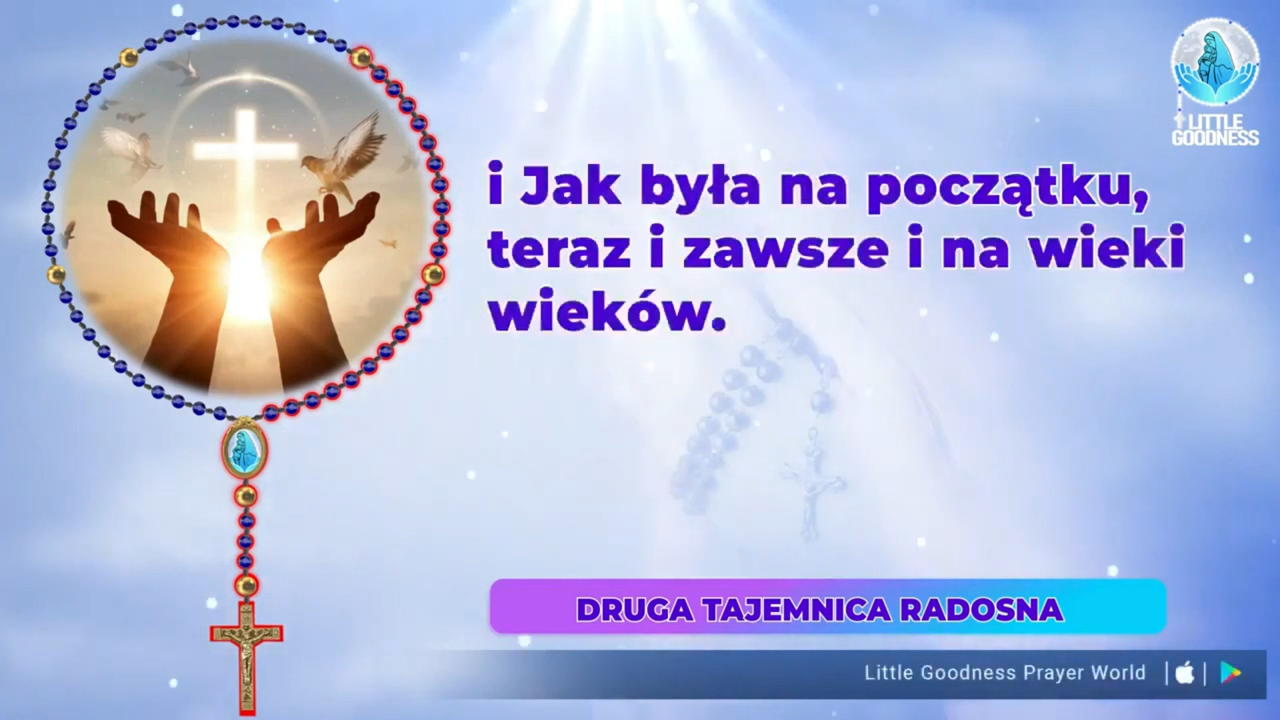 LITTLE
GOODNESS
i Jak była na początku,
teraz i zawsze i na wieki
wieków.
DRUGA TAJEMNICA RADOSNA
Little Goodness Prayer World